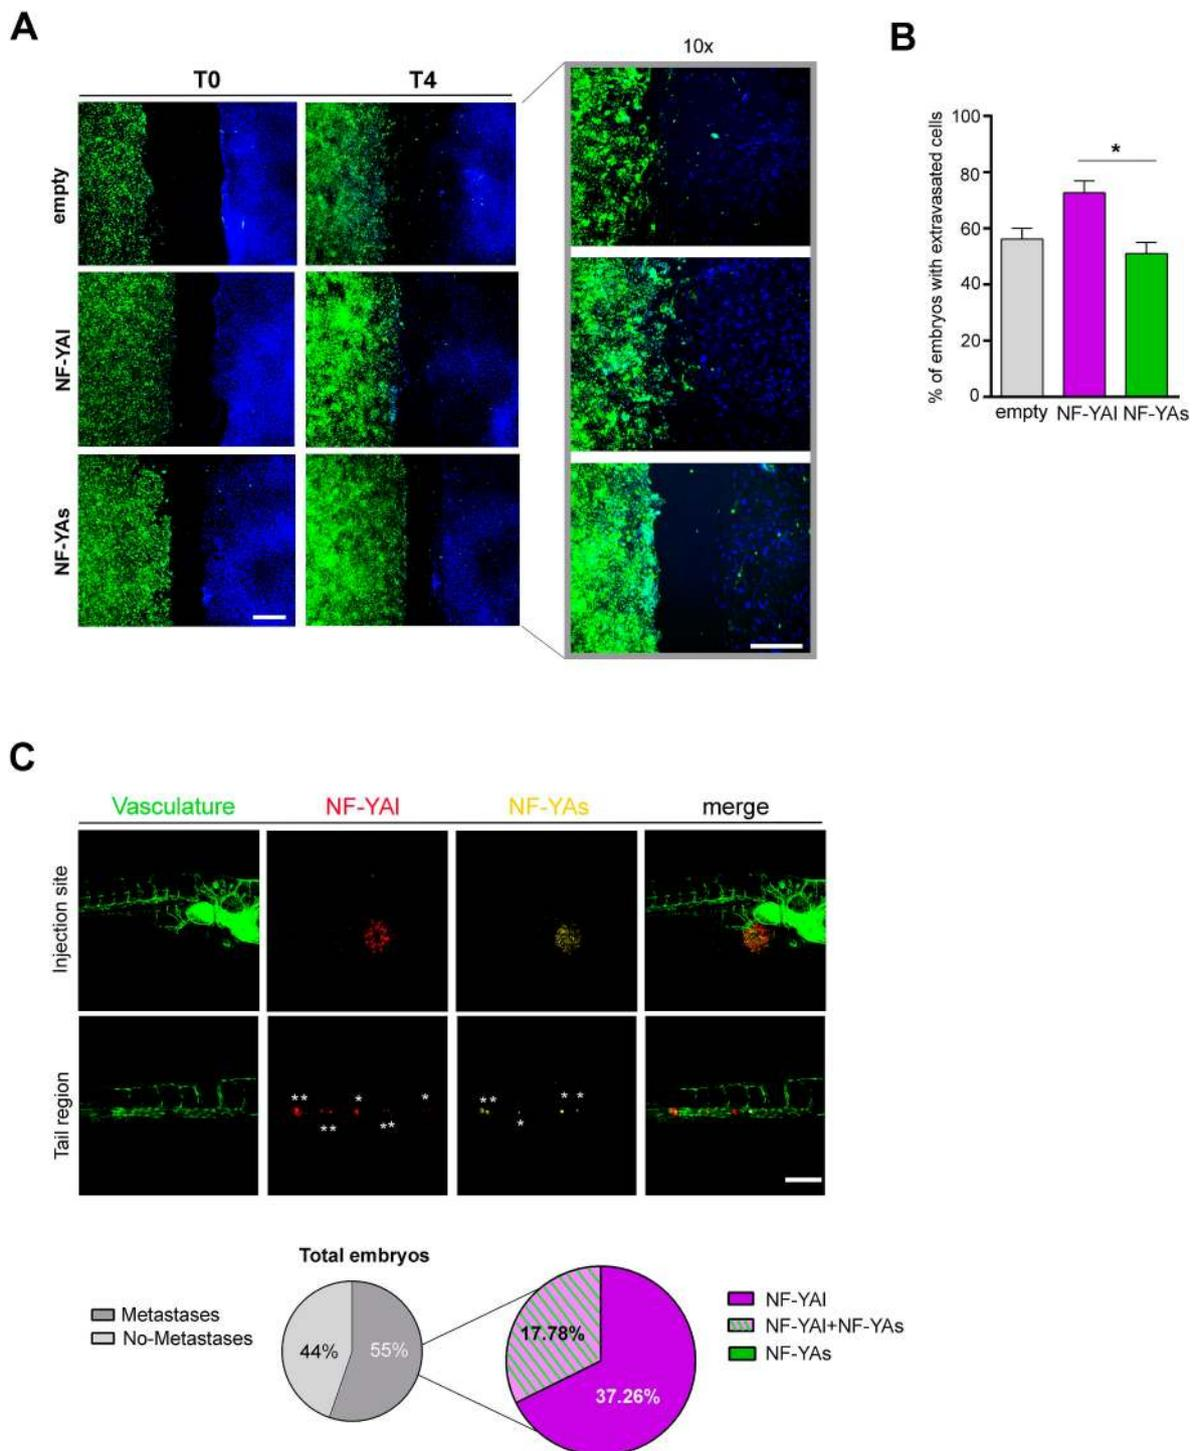 A
T0
T4
10x
empty
NF-YAl
NF-YAs
B
% of embryos with extravasated cells
100
80
60
40
20
0
*
empty
NF-YAl
NF-YAs
C
Vasculature
NF-YAl
NF-YAs
merge
Injection site
Tail region
** * *
** **
** * *
*
Total embryos
Metastases
No-Metastases
44%
55%
17.78%
37.26%
NF-YAl
NF-YAl+NF-YAs
NF-YAs